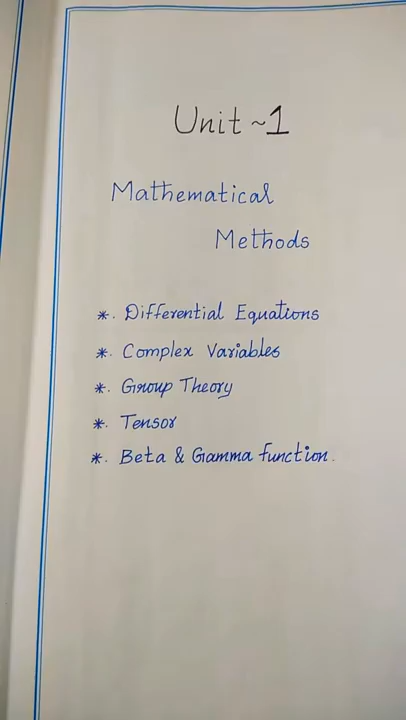 Unit ~1
Mathematical
Methods
*. Differential Equations
*. Complex Variables
*. Group Theory
*. Tensor
*. Beta & Gamma function.